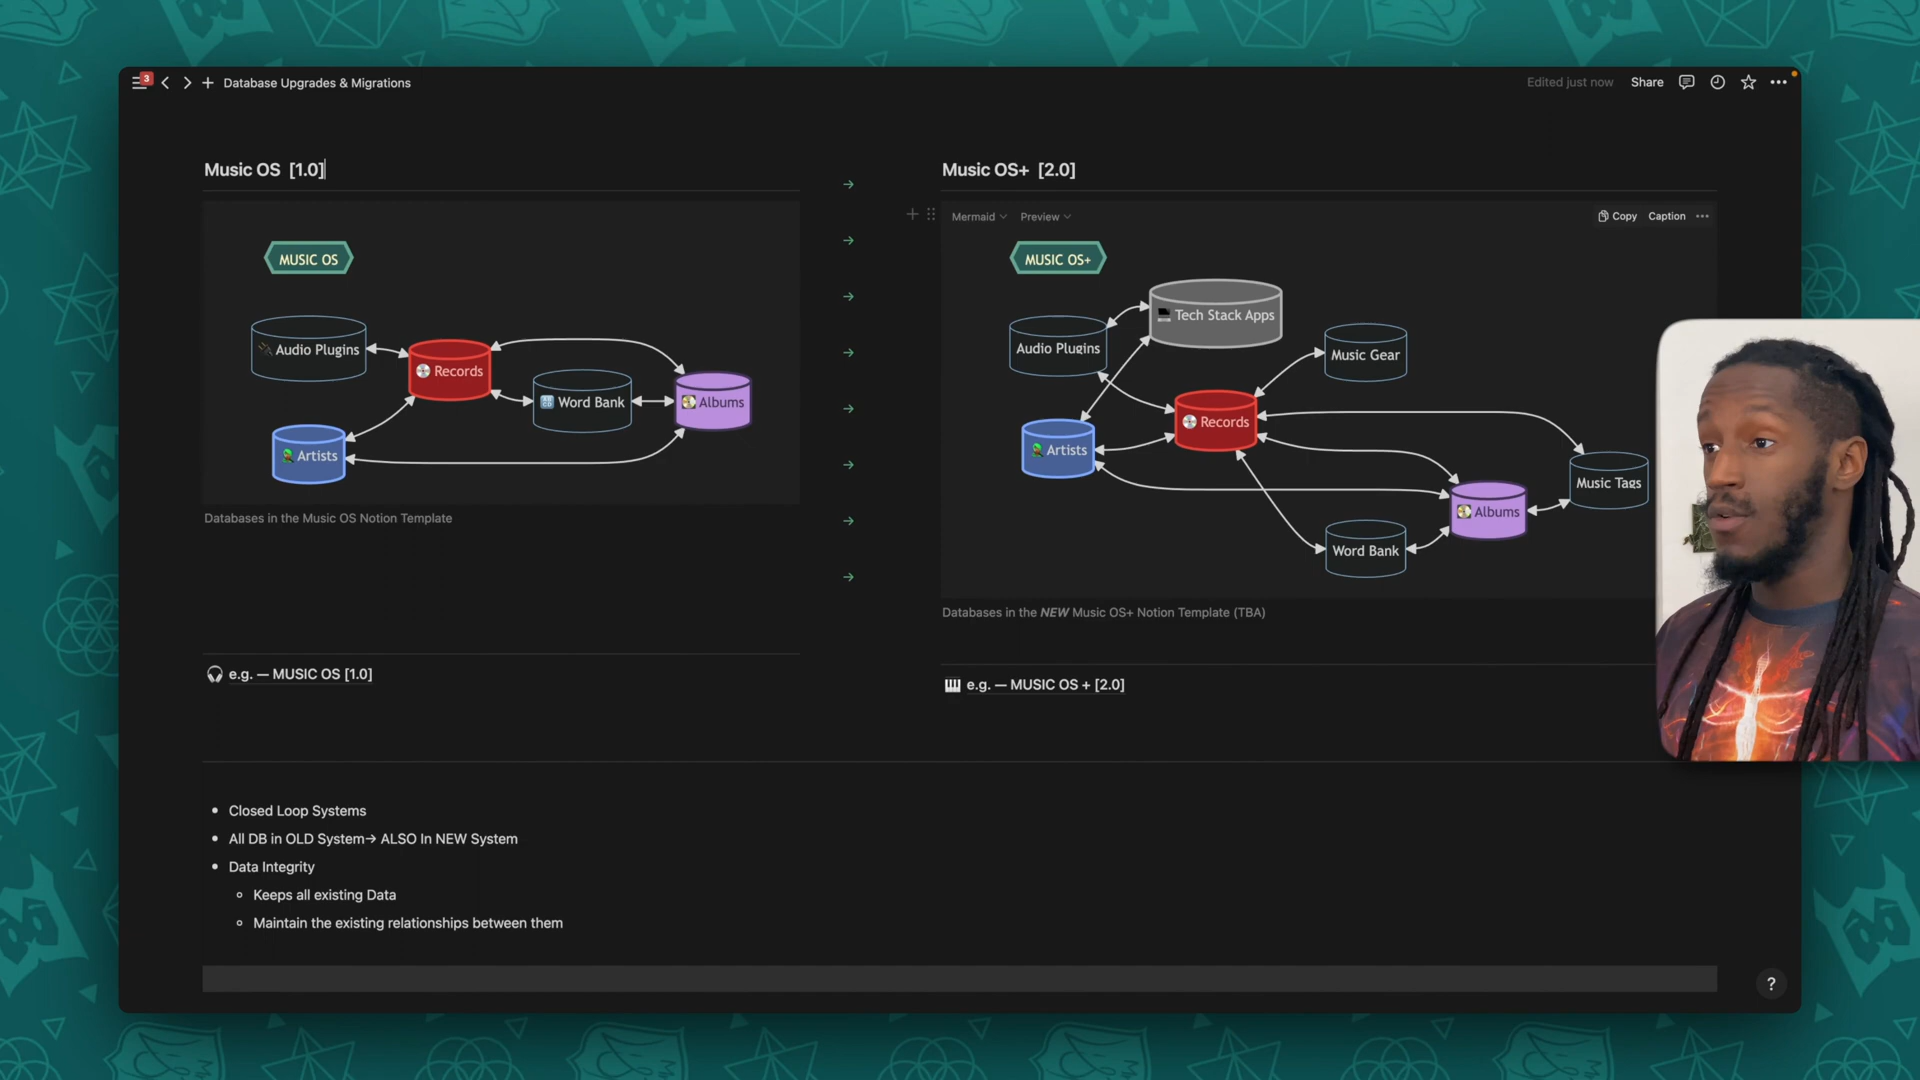 3
Database Upgrades & Migrations
Edited just now
Share
Music OS [1.0]
MUSIC OS
Audio Plugins
Records
Word Bank
Albums
Artists
Databases in the Music OS Notion Template
e.g. — MUSIC OS [1.0]
→
→
→
→
→
→
→
→
Music OS+ [2.0]
Mermaid
Preview
Copy
Caption
MUSIC OS+
Tech Stack Apps
Audio Plugins
Music Gear
Records
Artists
Music Tags
Albums
Word Bank
Databases in the NEW Music OS+ Notion Template (TBA)
e.g. — MUSIC OS + [2.0]
• Closed Loop Systems
• All DB in OLD System→ ALSO In NEW System
• Data Integrity
◦ Keeps all existing Data
◦ Maintain the existing relationships between them
?